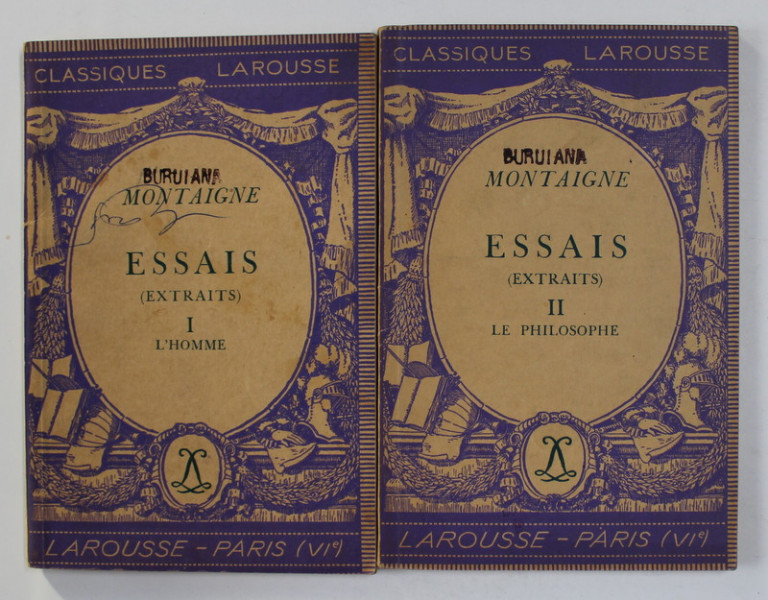 CLASSIQUES LAROUSSE
BURUIANA
MONTAIGNE
ESSAIS
(EXTRAITS)
I
L'HOMME
LAROUSSE – PARIS (VIe)
CLASSIQUES LAROUSSE
BURUIANA
MONTAIGNE
ESSAIS
(EXTRAITS)
II
LE PHILOSOPHE
LAROUSSE – PARIS (VIe)